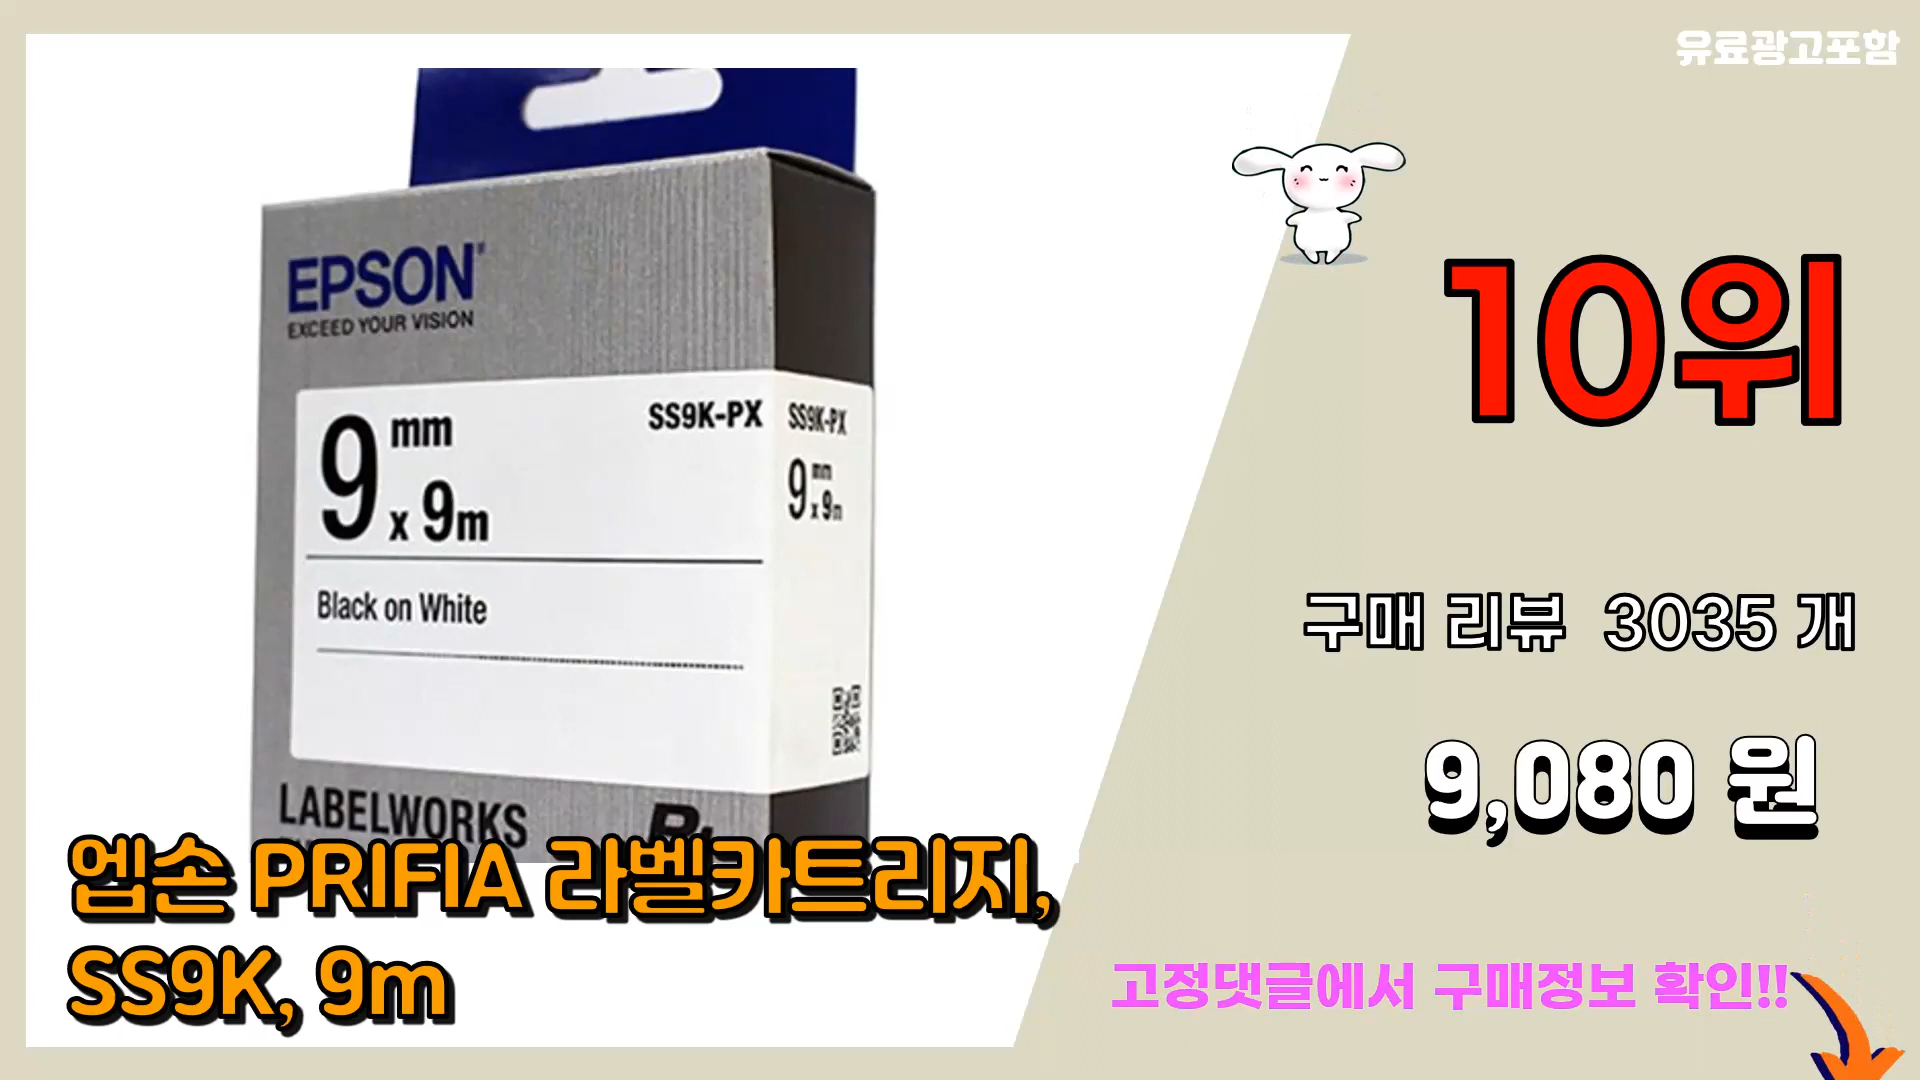 유료광고포함
EPSON
EXCEED YOUR VISION
9 mm x 9m
SS9K-PX
Black on White
SS9K-PX
9 mm x 9m
LABELWORKS
10위
구매 리뷰 3035 개
9,080 원
엡손 PRIFIA 라벨카트리지,
SS9K, 9m
고정댓글에서 구매정보 확인!!